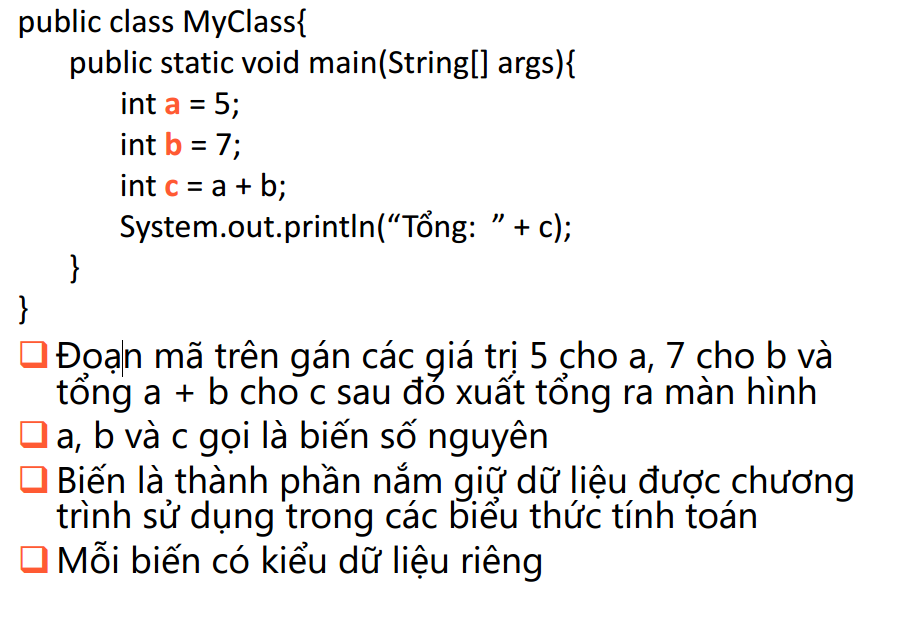 public class MyClass{
public static void main(String[] args){
int a = 5;
int b = 7;
int c = a + b;
System.out.println(“Tổng:  ” + c);
}
}
❑ Đoạn mã trên gán các giá trị 5 cho a, 7 cho b và
tổng a + b cho c sau đó xuất tổng ra màn hình
❑ a, b và c gọi là biến số nguyên
❑ Biến là thành phần nắm giữ dữ liệu được chương
trình sử dụng trong các biểu thức tính toán
❑ Mỗi biến có kiểu dữ liệu riêng